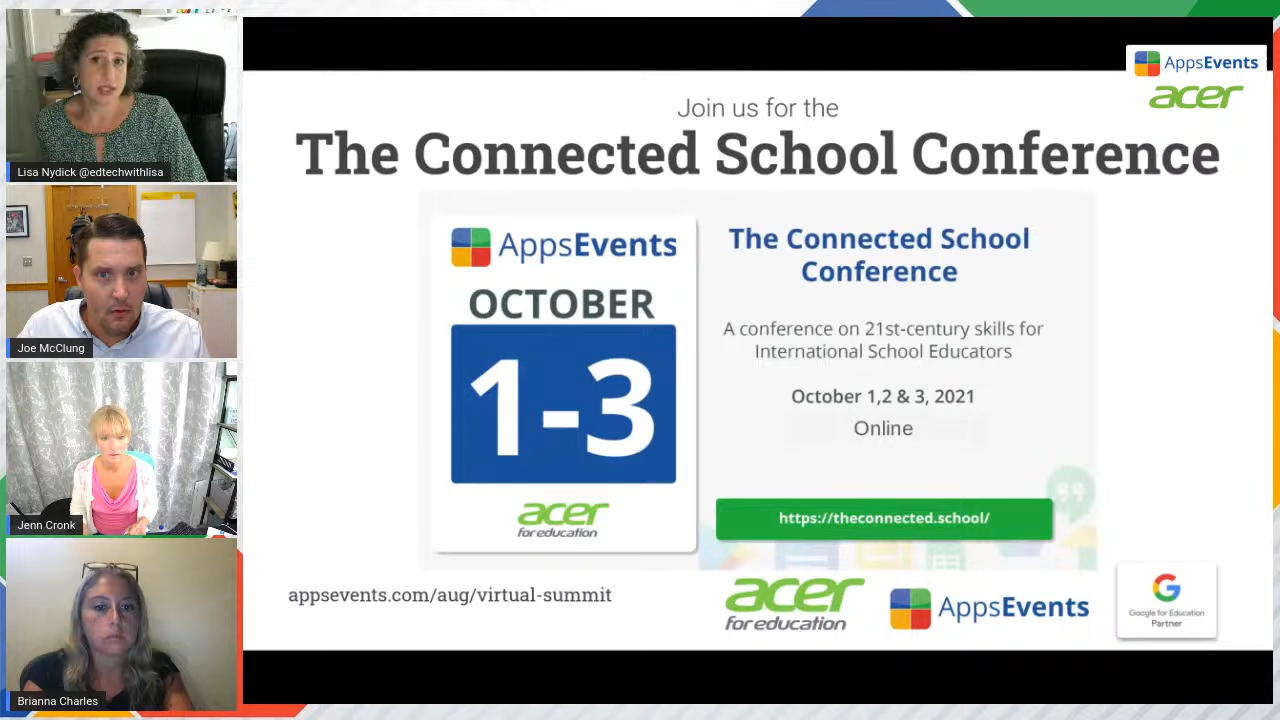 Lisa Nydick @edtechwithlisa
Joe McClung
Jenn Cronk
Brianna Charles
AppsEvents
acer
Join us for the
The Connected School Conference
AppsEvents
OCTOBER
1-3
acer
for education
The Connected School
Conference
A conference on 21st-century skills for
International School Educators
October 1,2 & 3, 2021
Online
https://theconnected.school/
appsevents.com/aug/virtual-summit
acer
for education
AppsEvents
Google for Education
Partner